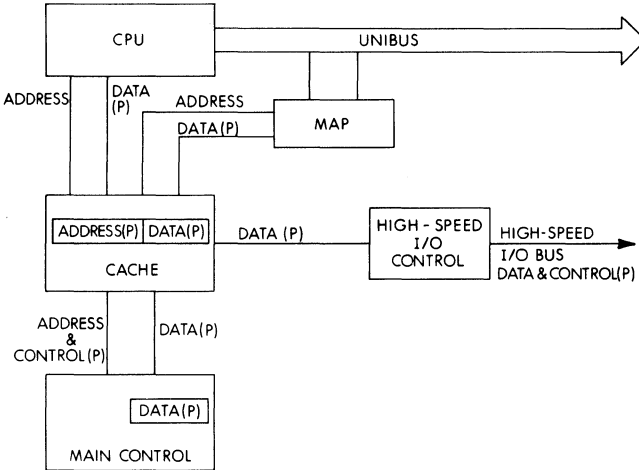 CPU
UNIBUS
ADDRESS
DATA
(P)
ADDRESS
DATA(P)
MAP
ADDRESS(P)
DATA(P)
CACHE
DATA (P)
HIGH - SPEED
I/O
CONTROL
HIGH-SPEED
I/O BUS
DATA & CONTROL(P)
ADDRESS
&
CONTROL(P)
DATA(P)
DATA(P)
MAIN CONTROL